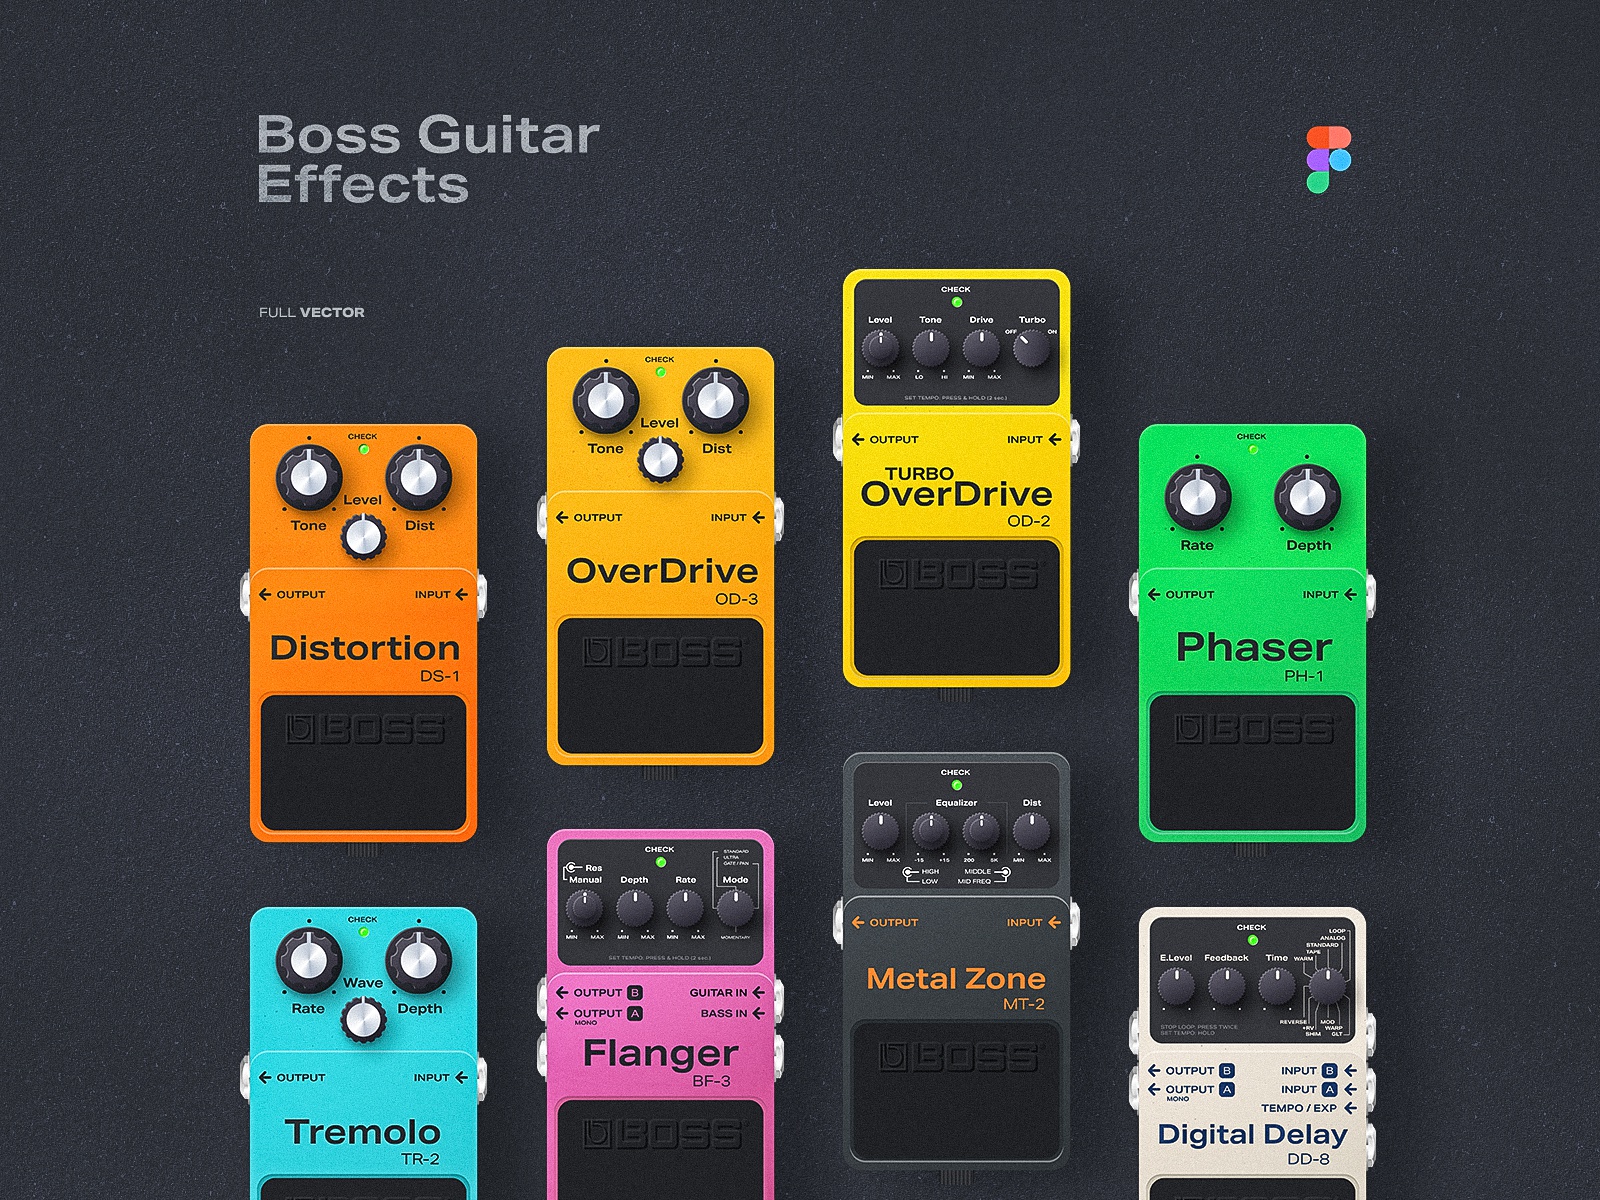 Boss Guitar
Effects
FULL VECTOR
CHECK
Level
Tone
Dist
OUTPUT
INPUT
Distortion
DS-1
BOSS
CHECK
Level
Tone
Dist
OUTPUT
INPUT
OverDrive
OD-3
BOSS
CHECK
Level Tone Drive Turbo
OFF ON
MIN MAX LO HI MIN MAX
SET TEMPO: PRESS & HOLD (2 sec.)
OUTPUT
INPUT
TURBO
OverDrive
OD-2
BOSS
CHECK
Rate
Depth
OUTPUT
INPUT
Phaser
PH-1
BOSS
CHECK
Wave
Rate
Depth
OUTPUT
INPUT
Tremolo
TR-2
CHECK
STANDARD
ULTRA
GATE / PAN
Res
Manual Depth Rate Mode
MIN MAX MIN MAX MIN MAX MOMENTARY
SET TEMPO: PRESS & HOLD (2 sec.)
OUTPUT B
GUITAR IN
OUTPUT A
BASS IN
MONO
Flanger
BF-3
BOSS
CHECK
Level Equalizer Dist
MIN MAX -15 +15 200 5K MIN MAX
HIGH MIDDLE
LOW MID FREQ
OUTPUT
INPUT
Metal Zone
MT-2
BOSS
CHECK
LOOP
ANALOG
STANDARD
TAPE
WARM
E.Level Feedback Time
REVERSE MOD
+RV WARP
SHIM GLT
STOP LOOP: PRESS TWICE
SET TEMPO: HOLD
OUTPUT B
INPUT B
OUTPUT A
INPUT A
MONO
TEMPO / EXP
Digital Delay
DD-8